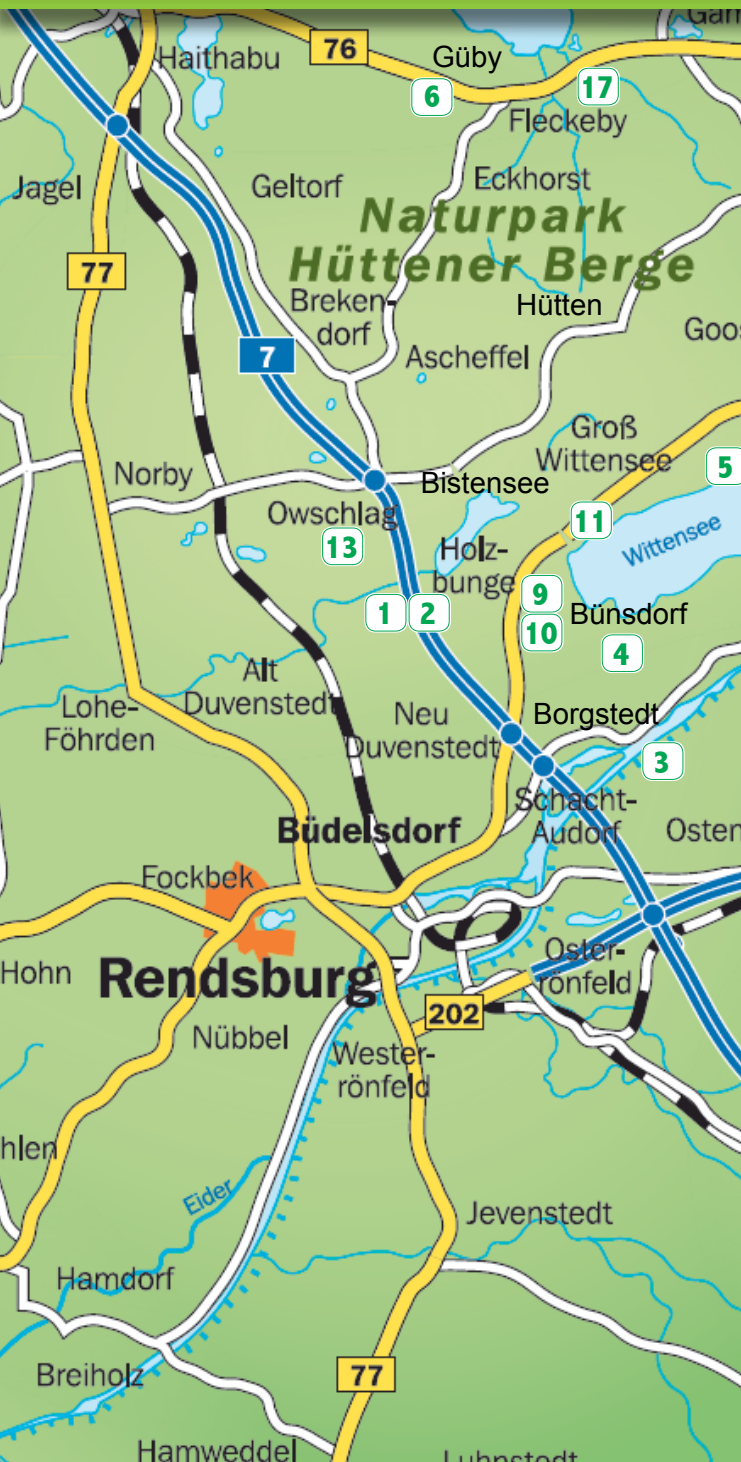 Haithabu
76
Güby
6
17
Fleckeby
Jagel
Geltorf
Eckhorst
Naturpark
Hüttener Berge
77
Breken-
dorf
Hütten
7
Ascheffel
Groß
Wittensee
5
Norby
Bistensee
Owschlag
13
11
Wittensee
Holz-
bunge
1
2
9
10
Bünsdorf
4
Alt
Duvenstedt
Lohe-
Föhrden
Neu
Duvenstedt
Borgstedt
3
Schacht-
Audorf
Büdelsdorf
Osten
Fockbek
Hohn
Rendsburg
Oster-
rönfeld
202
Nübbel
Wester-
rönfeld
hlen
Eider
Jevenstedt
Hamdorf
Breiholz
77
Hamweddel
Luhnstedt